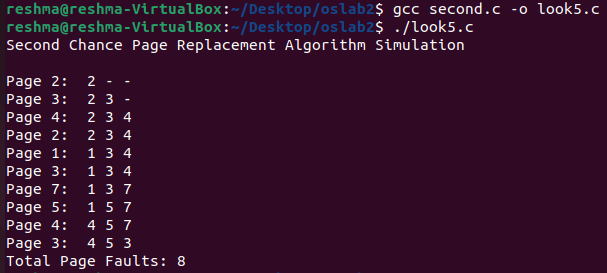 reshma@reshma-VirtualBox:~/Desktop/oslab2$ gcc second.c -o look5.c
reshma@reshma-VirtualBox:~/Desktop/oslab2$ ./look5.c
Second Chance Page Replacement Algorithm Simulation
Page 2:  2 - -
Page 3:  2 3 -
Page 4:  2 3 4
Page 2:  2 3 4
Page 1:  1 3 4
Page 3:  1 3 4
Page 7:  1 3 7
Page 5:  1 5 7
Page 4:  4 5 7
Page 3:  4 5 3
Total Page Faults: 8